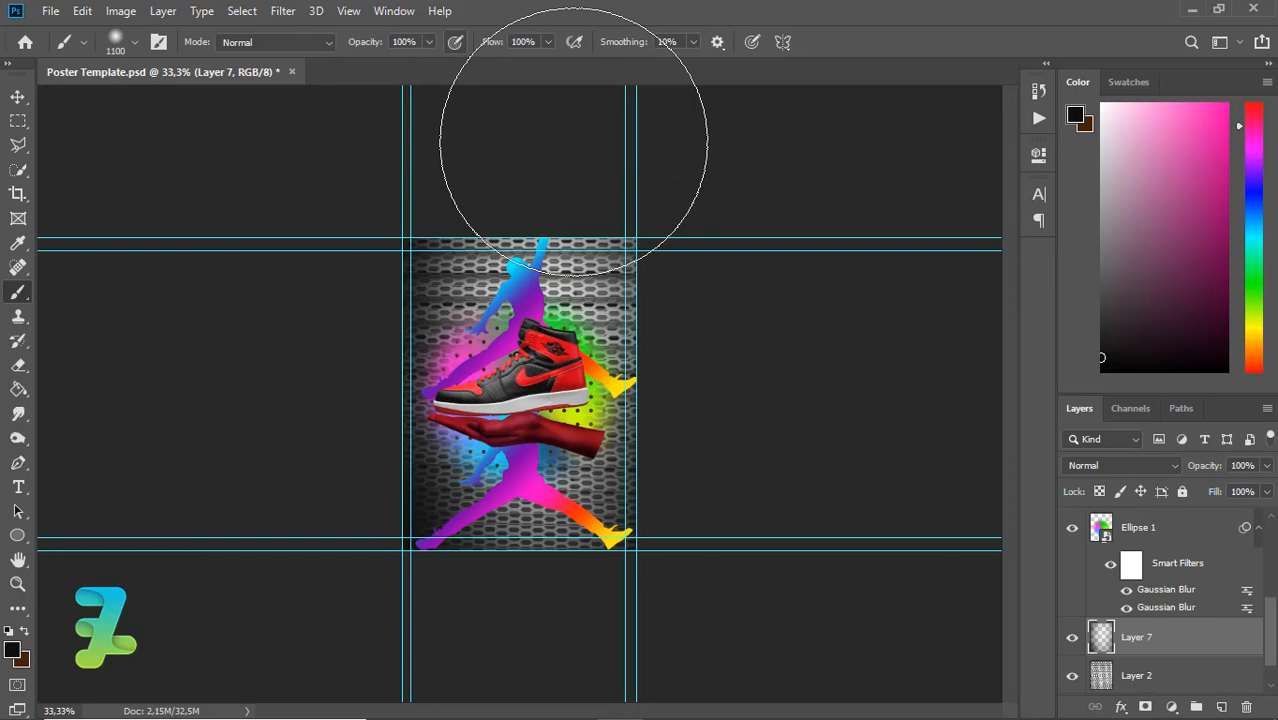 Ps File Edit Image Layer Type Select Filter 3D View Window Help
1100 Mode: Normal Opacity: 100% Flow: 100% Smoothing: 10%
Poster Template.psd @ 33,3% (Layer 7, RGB/8) * ×
Color Swatches
Layers Channels Paths
Kind
Normal Opacity: 100%
Lock: Fill: 100%
Ellipse 1
Smart Filters
Gaussian Blur
Gaussian Blur
Layer 7
Layer 2
33,33% Doc: 2,15M/32,5M